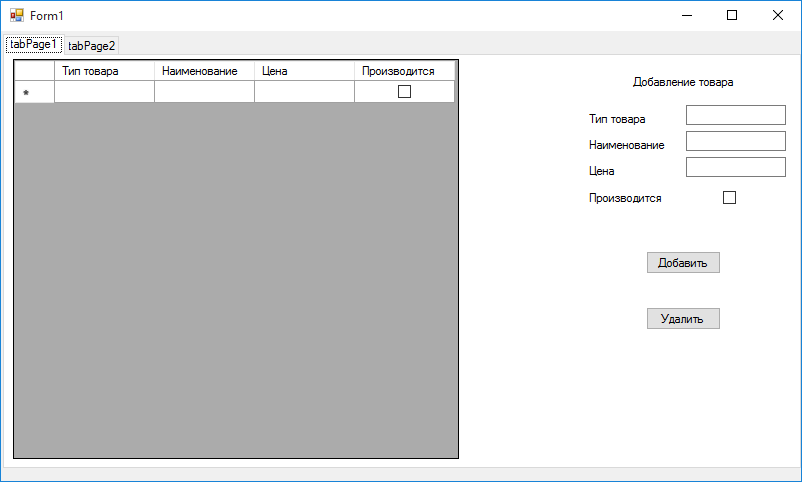 Form1
tabPage1 tabPage2
Тип товара Наименование Цена Производится
Добавление товара
Тип товара
Наименование
Цена
Производится
Добавить
Удалить